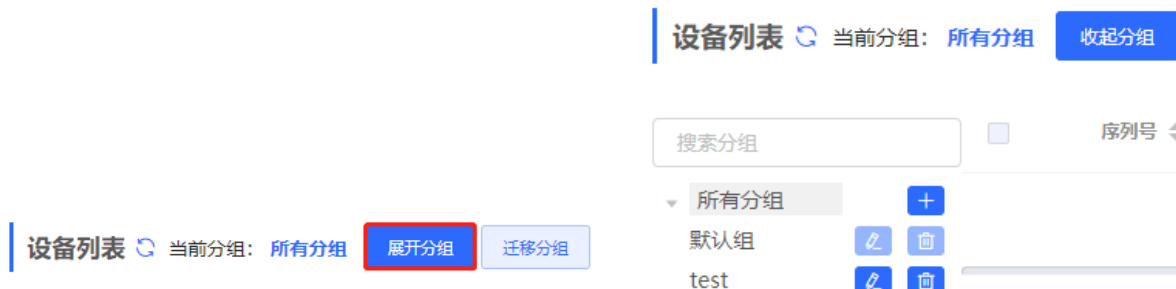 设备列表 当前分组： 所有分组 展开分组 迁移分组
设备列表 当前分组： 所有分组 收起分组
搜索分组
序列号
所有分组
默认组
test